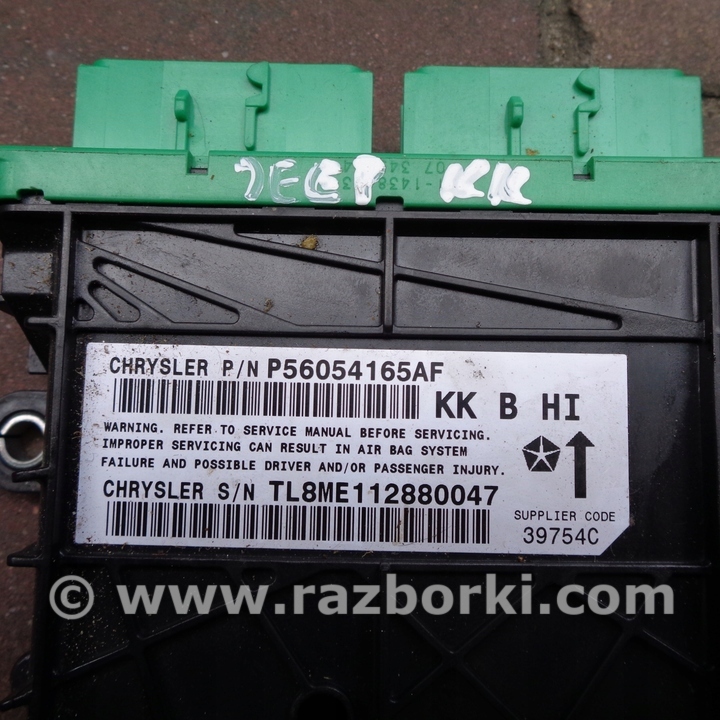 JEEP KK
CHRYSLER P/N P56054165AF
KK B HI
WARNING. REFER TO SERVICE MANUAL BEFORE SERVICING.
IMPROPER SERVICING CAN RESULT IN AIR BAG SYSTEM
FAILURE AND POSSIBLE DRIVER AND/OR PASSENGER INJURY.
CHRYSLER S/N TL8ME112880047
SUPPLIER CODE
39754C
© www.razborki.com